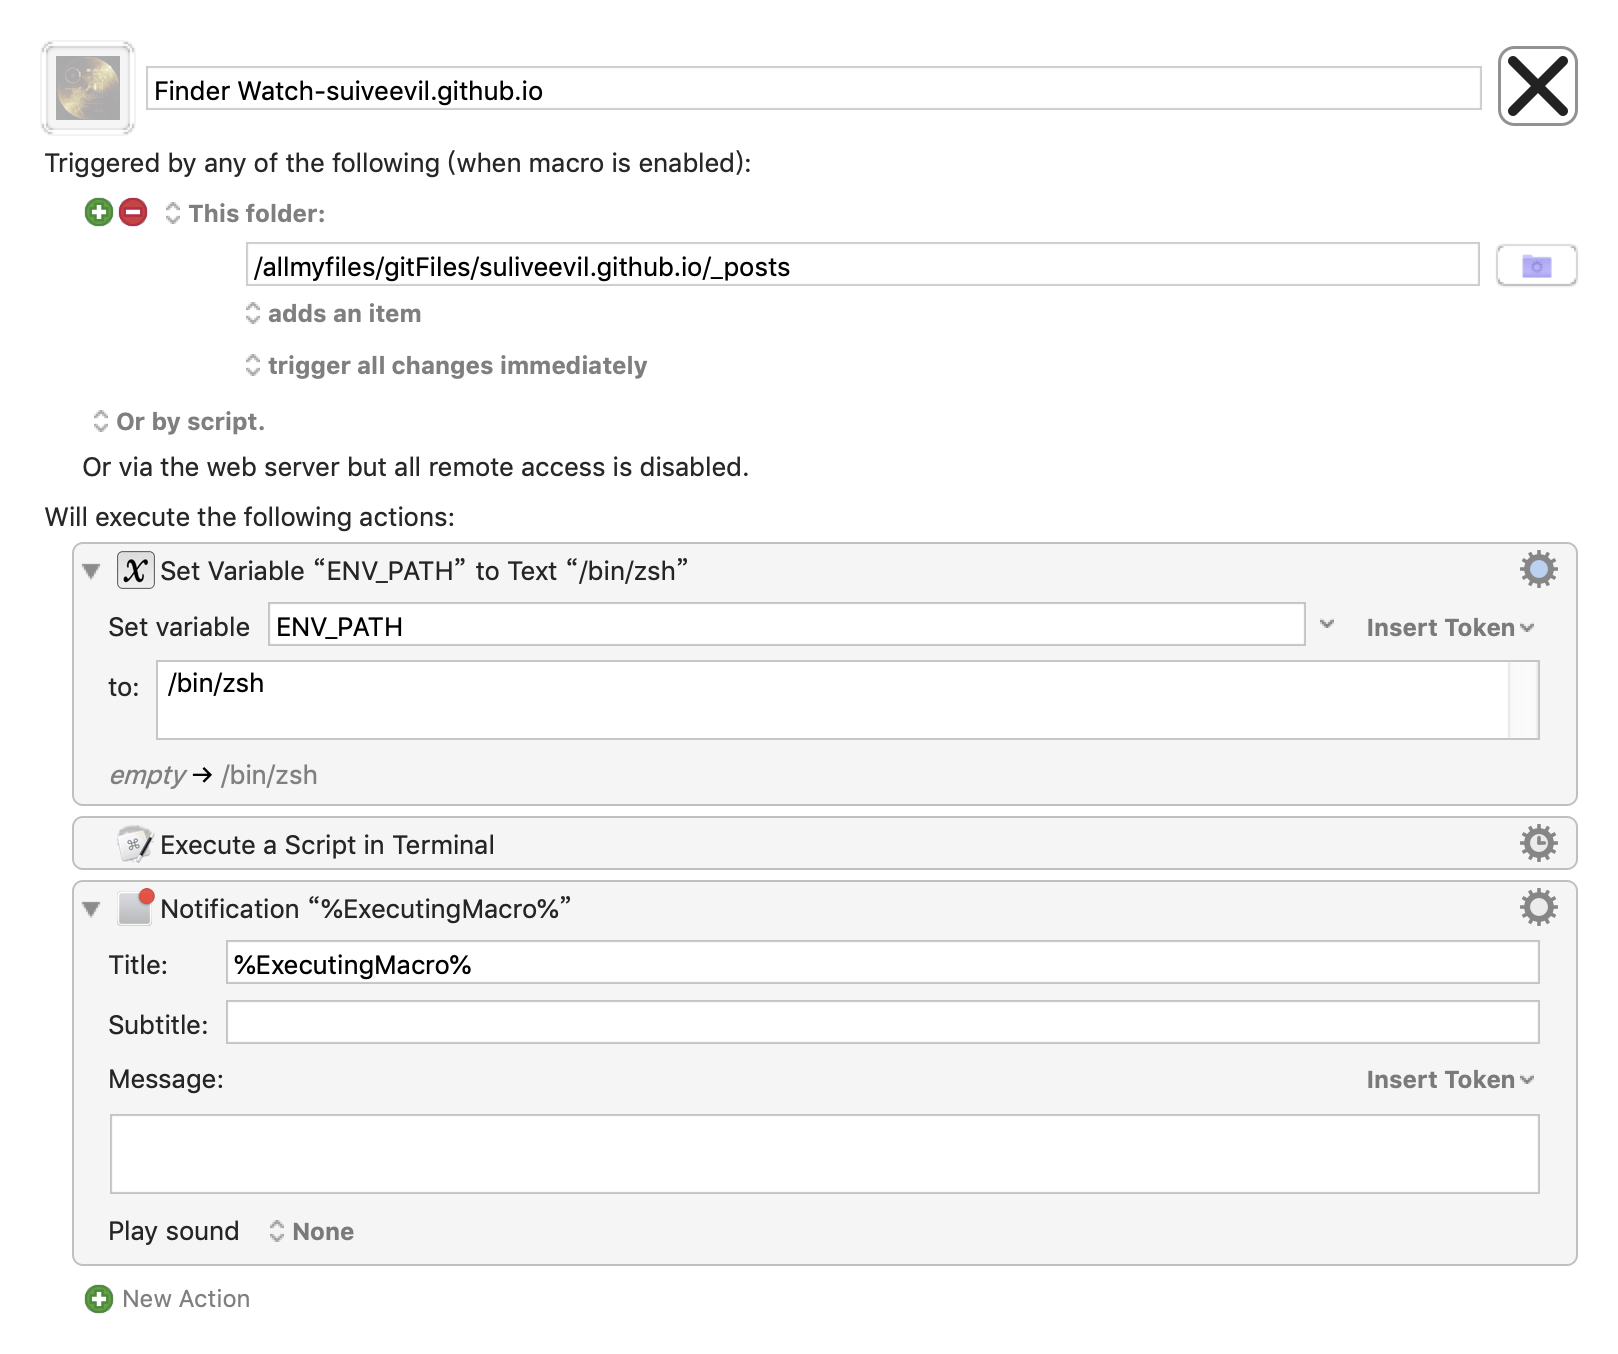 Finder Watch-suiveevil.github.io
Triggered by any of the following (when macro is enabled):
This folder:
/allmyfiles/gitFiles/suliveevil.github.io/_posts
adds an item
trigger all changes immediately
Or by script.
Or via the web server but all remote access is disabled.
Will execute the following actions:
Set Variable “ENV_PATH” to Text “/bin/zsh”
Set variable ENV_PATH Insert Token
to: /bin/zsh
empty → /bin/zsh
Execute a Script in Terminal
Notification “%ExecutingMacro%”
Title: %ExecutingMacro%
Subtitle:
Message: Insert Token
Play sound None
New Action